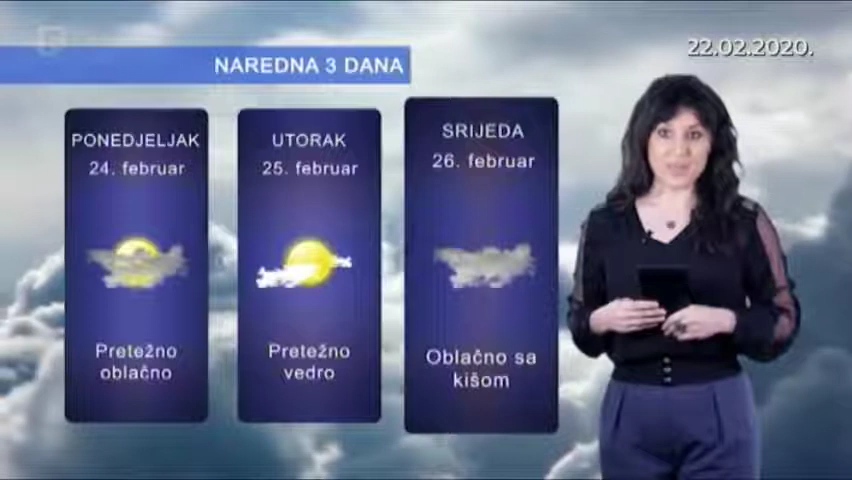 22.02.2020.
NAREDNA 3 DANA
PONEDJELJAK
24. februar
Pretežno
oblačno
UTORAK
25. februar
Pretežno
vedro
SRIJEDA
26. februar
Oblačno sa
kišom